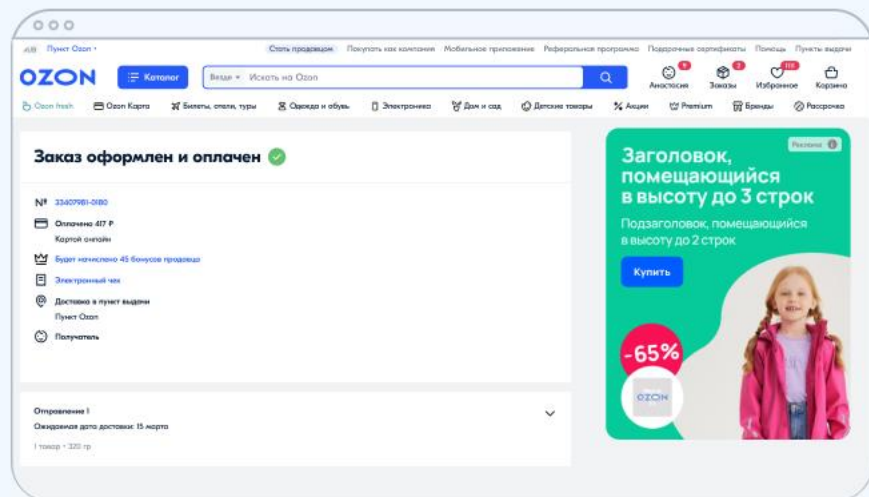 Пункт Ozon
Стать продавцом Покупать как компания Мобильное приложение Реферальная программа Подарочные сертификаты Помощь Пункты выдачи
OZON Каталог Везде Искать на Ozon
Анастасия Заказы Избранное Корзина
Ozon fresh Ozon Карта Билеты, отели, туры Одежда и обувь Электроника Дом и сад Детские товары % Акции Premium Бренды Рассрочка
Заказ оформлен и оплачен
№ 33407981-0180
Оплачено 417 ₽
Картой онлайн
Будет начислено 45 бонусов продавца
Электронный чек
Доставка в пункт выдачи
Пункт Ozon
Получатель
Отправление 1
Ожидаемая дата доставки: 15 марта
1 товар • 320 гр
Реклама
Заголовок,
помещающийся
в высоту до 3 строк
Подзаголовок, помещающийся
в высоту до 2 строк
Купить
-65%
OZON